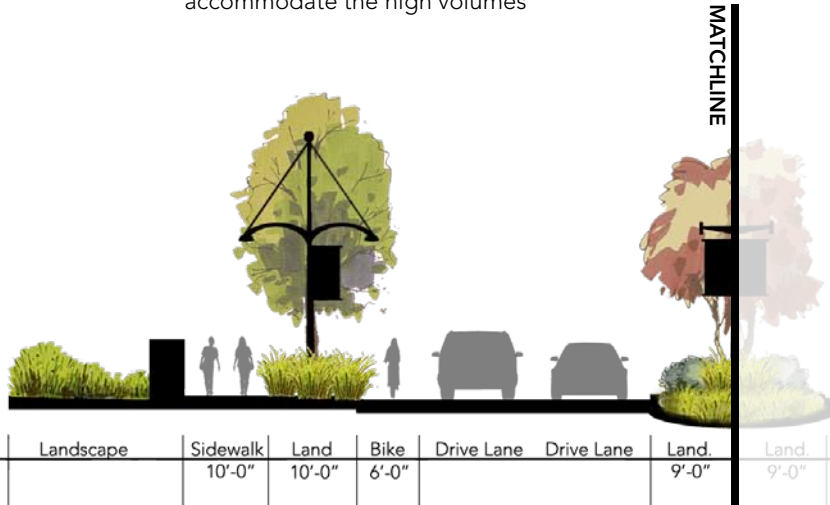 accommodate the high volumes
MATCHLINE
Landscape Sidewalk Land Bike Drive Lane Drive Lane Land. Land.
10'-0" 10'-0" 6'-0" 9'-0" 9'-0"